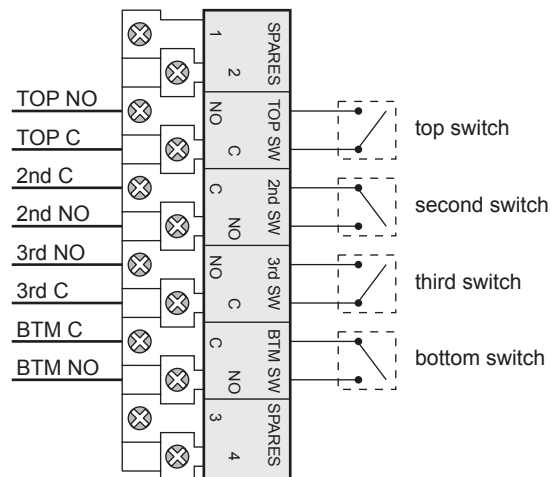 1
2
SPARES
TOP NO
TOP C
NO
C
TOP SW
top switch
2nd C
2nd NO
C
NO
2nd SW
second switch
3rd NO
3rd C
NO
C
3rd SW
third switch
BTM C
BTM NO
C
NO
BTM SW
bottom switch
3
4
SPARES